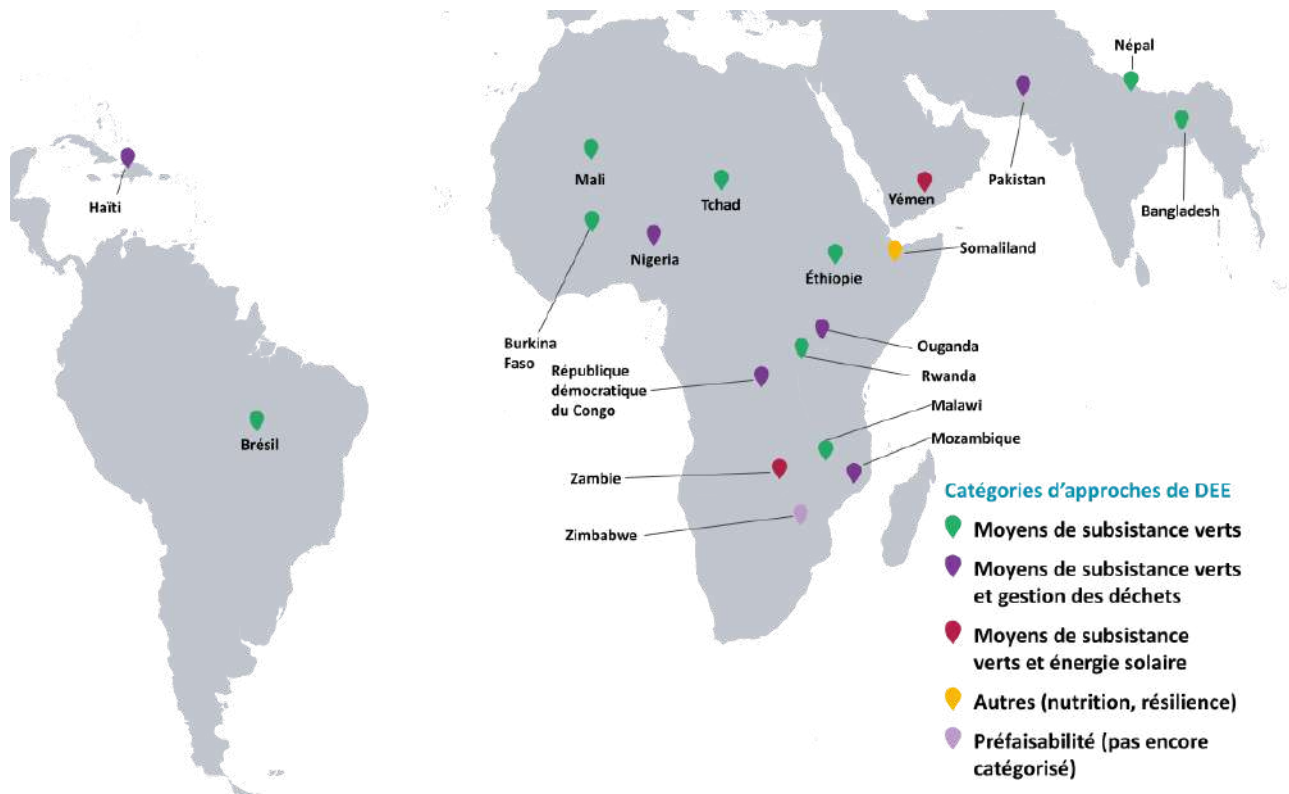 Népal
Haïti
Mali
Tchad
Yémen
Pakistan
Bangladesh
Nigeria
Somaliland
Éthiopie
Burkina
Faso
Ouganda
République
démocratique
du Congo
Rwanda
Malawi
Mozambique
Brésil
Zambie
Zimbabwe
Catégories d’approches de DEE
Moyens de subsistance verts
Moyens de subsistance verts
et gestion des déchets
Moyens de subsistance
verts et énergie solaire
Autres (nutrition, résilience)
Préfaisabilité (pas encore
catégorisé)